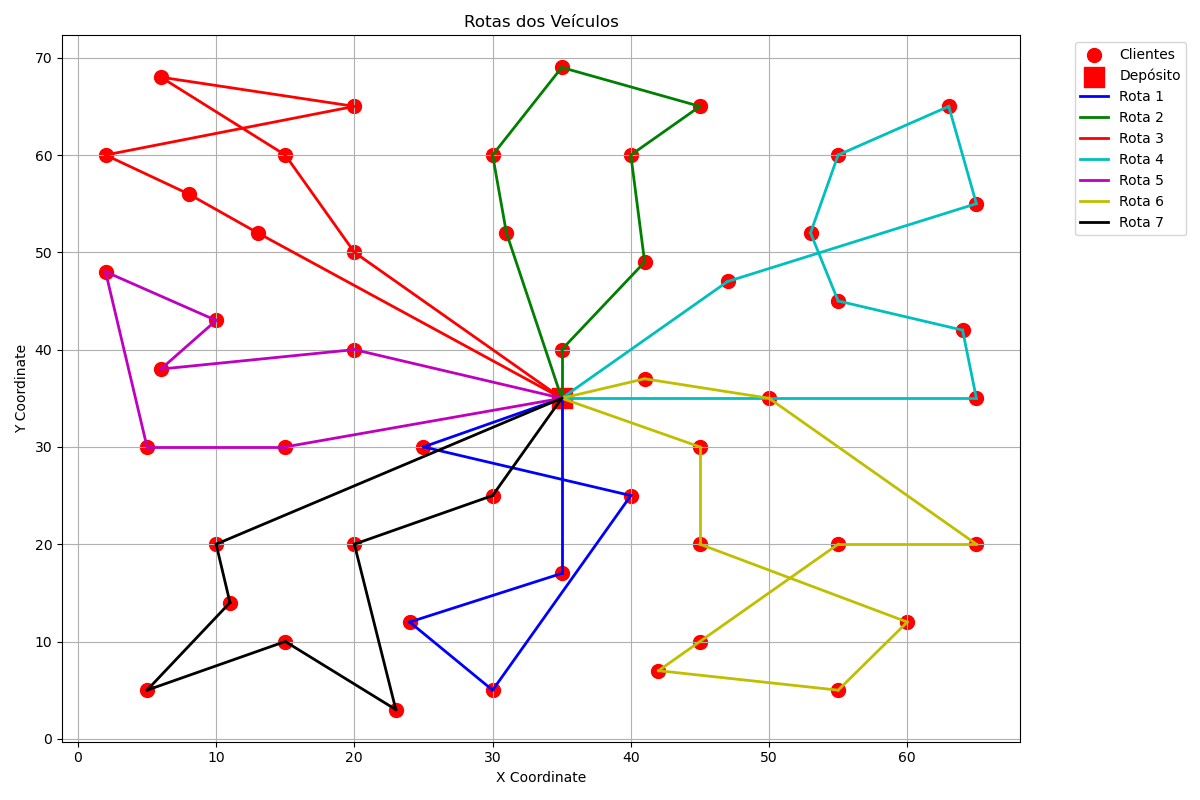 Rotas dos Veículos
Clientes
Depósito
Rota 1
Rota 2
Rota 3
Rota 4
Rota 5
Rota 6
Rota 7
Y Coordinate
70
60
50
40
30
20
10
0
0 10 20 30 40 50 60
X Coordinate